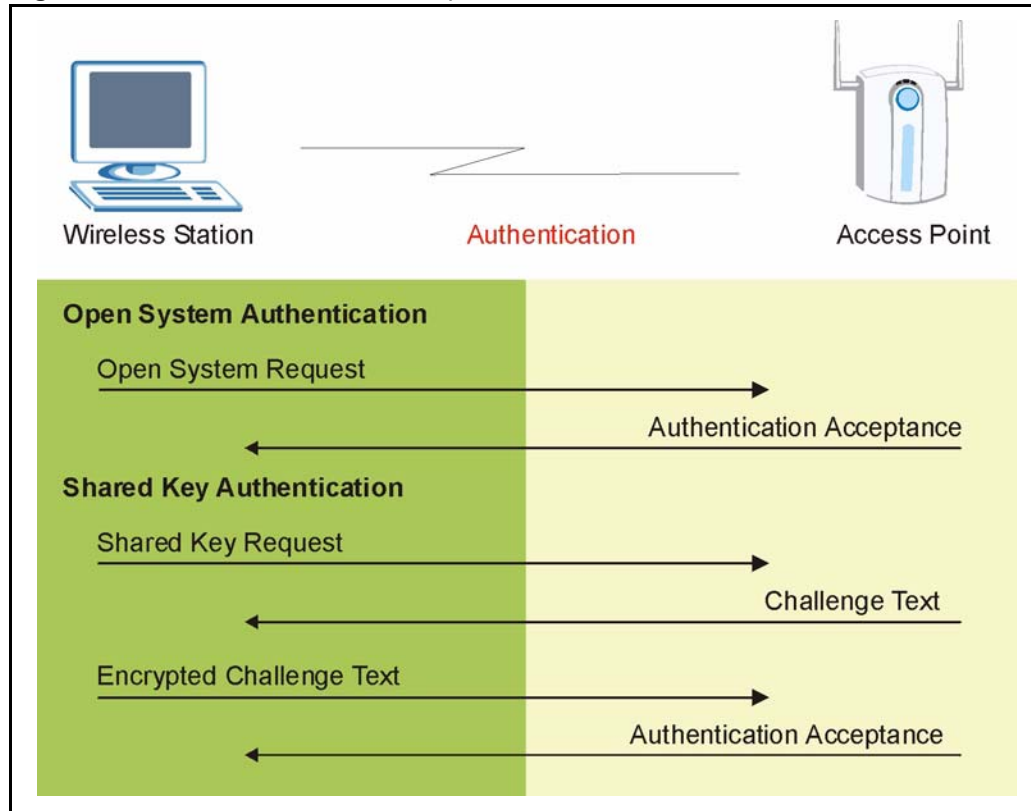 Wireless Station
Authentication
Access Point
Open System Authentication
Open System Request
Authentication Acceptance
Shared Key Authentication
Shared Key Request
Challenge Text
Encrypted Challenge Text
Authentication Acceptance